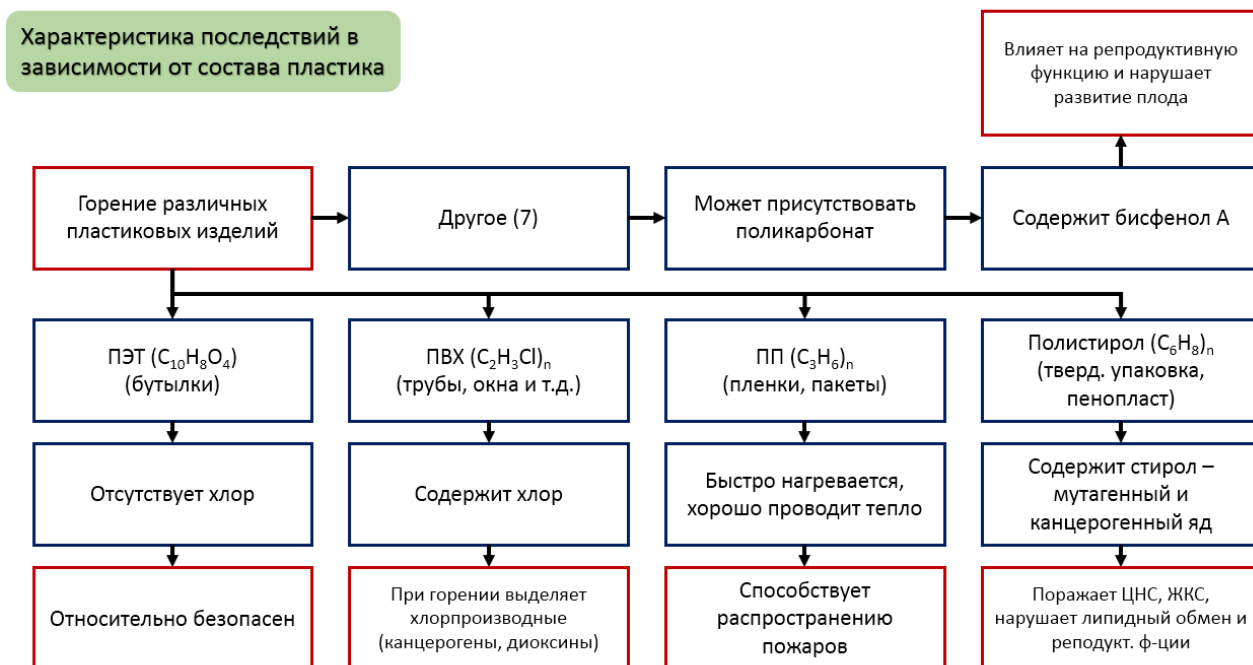 Характеристика последствий в
зависимости от состава пластика
Влияет на репродуктивную
функцию и нарушает
развитие плода
Горение различных
пластиковых изделий
Другое (7)
Может присутствовать
поликарбонат
Содержит бисфенол А
ПЭТ (C₁₀H₈O₄)
(бутылки)
ПВХ (C₂H₃Cl)ₙ
(трубы, окна и т.д.)
ПП (C₃H₆)ₙ
(пленки, пакеты)
Полистирол (C₆H₈)ₙ
(тверд. упаковка,
пенопласт)
Отсутствует хлор
Содержит хлор
Быстро нагревается,
хорошо проводит тепло
Содержит стирол –
мутагенный и
канцерогенный яд
Относительно безопасен
При горении выделяет
хлорпроизводные
(канцерогены, диоксины)
Способствует
распространению
пожаров
Поражает ЦНС, ЖКС,
нарушает липидный обмен и
реподукт. ф-ции